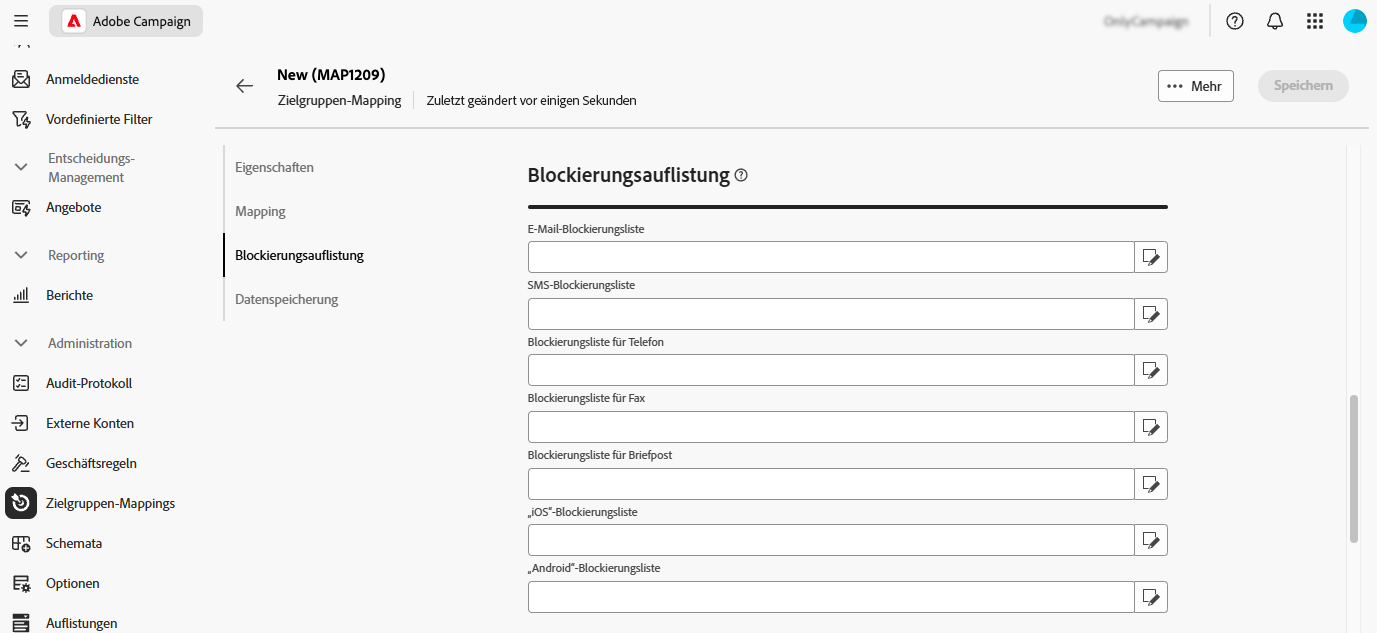 Adobe Campaign
OnlyCampaign
Anmeldedienste
Vordefinierte Filter
Entscheidungs-
Management
Angebote
Reporting
Berichte
Administration
Audit-Protokoll
Externe Konten
Geschäftsregeln
Zielgruppen-Mappings
Schemata
Optionen
Auflistungen
New (MAP1209)
Zielgruppen-Mapping
Zuletzt geändert vor einigen Sekunden
Mehr
Speichern
Eigenschaften
Mapping
Blockierungsauflistung
Datenspeicherung
Blockierungsauflistung
E-Mail-Blockierungsliste
SMS-Blockierungsliste
Blockierungsliste für Telefon
Blockierungsliste für Fax
Blockierungsliste für Briefpost
„iOS“-Blockierungsliste
„Android“-Blockierungsliste